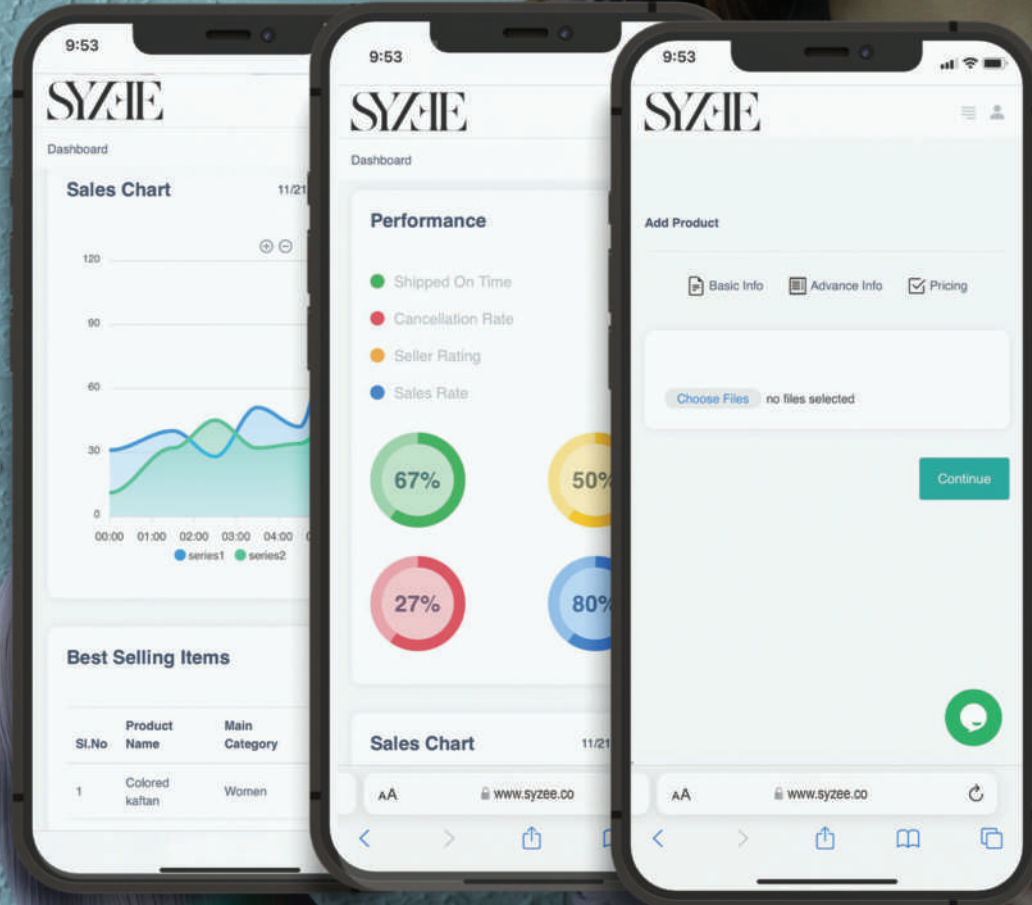 9:53
SYZEE
Dashboard
Sales Chart 11/21
120
90
60
30
0
00:00 01:00 02:00 03:00 04:00
series1 series2
Best Selling Items
Sl.No Product Name Main Category
1 Colored kaftan Women
9:53
SYZEE
Dashboard
Performance
Shipped On Time
Cancellation Rate
Seller Rating
Sales Rate
67% 50%
27% 80%
Sales Chart 11/21
AA www.syzee.co
9:53
SYZEE
Add Product
Basic Info Advance Info Pricing
Choose Files no files selected
Continue
AA www.syzee.co